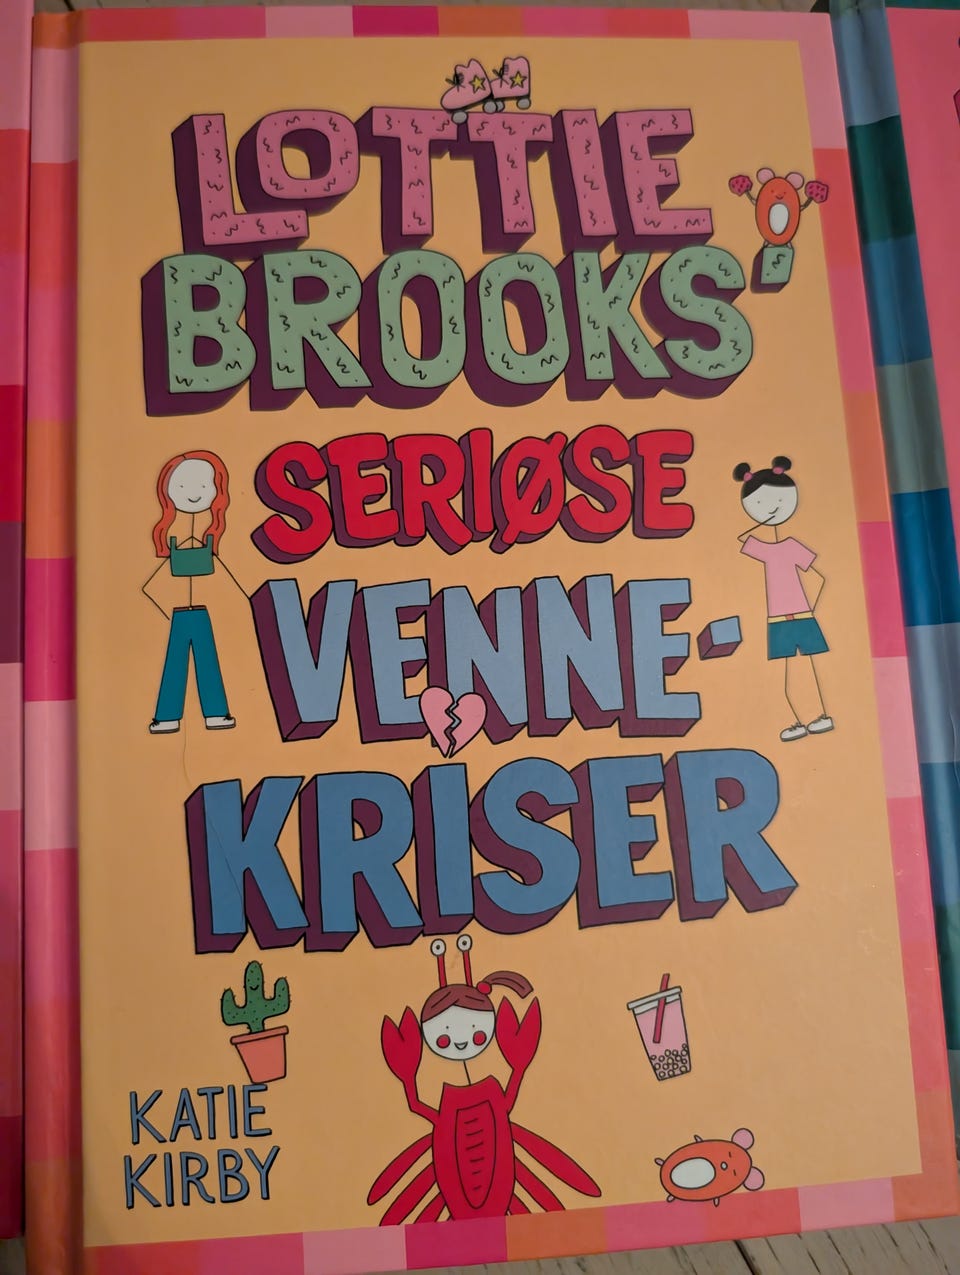 LOTTIE
BROOKS'
SERIØSE
VENNE-
KRISER
KATIE
KIRBY